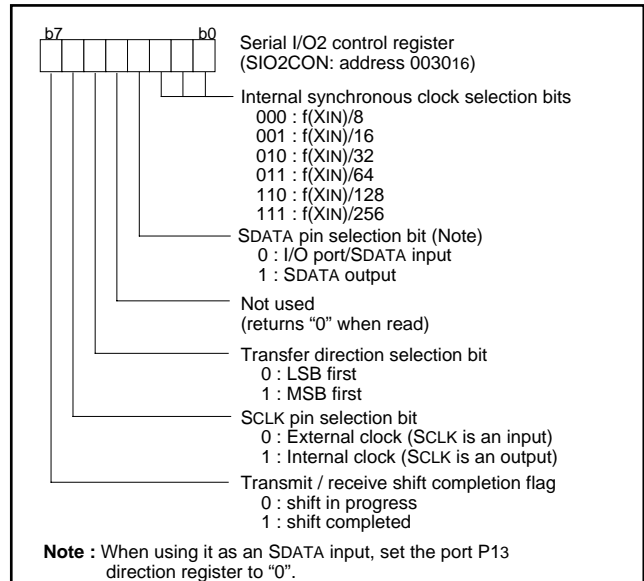 b7 b0
Serial I/O2 control register
(SIO2CON: address 003016)
Internal synchronous clock selection bits
000 : f(XIN)/8
001 : f(XIN)/16
010 : f(XIN)/32
011 : f(XIN)/64
110 : f(XIN)/128
111 : f(XIN)/256
SDATA pin selection bit (Note)
0 : I/O port/SDATA input
1 : SDATA output
Not used
(returns “0” when read)
Transfer direction selection bit
0 : LSB first
1 : MSB first
SCLK pin selection bit
0 : External clock (SCLK is an input)
1 : Internal clock (SCLK is an output)
Transmit / receive shift completion flag
0 : shift in progress
1 : shift completed
Note : When using it as an SDATA input, set the port P13
direction register to “0”.